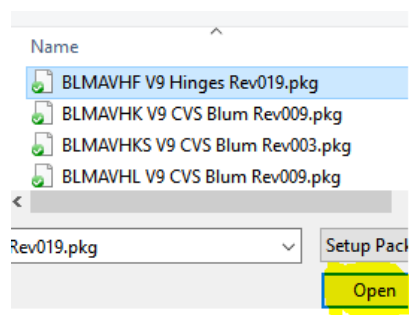 Name
BLMAVHF V9 Hinges Rev019.pkg
BLMAVHK V9 CVS Blum Rev009.pkg
BLMAVHKS V9 CVS Blum Rev003.pkg
BLMAVHL V9 CVS Blum Rev009.pkg
Rev019.pkg Setup Pack
Open